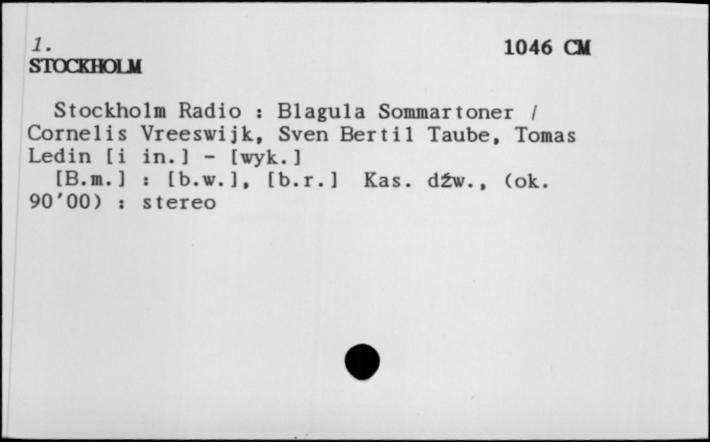 1.
1046 CM
STOCKHOLM
Stockholm Radio : Blagula Sommartoner /
Cornelis Vreeswijk, Sven Bertil Taube, Tomas
Ledin [i in.] - [wyk.]
[B.m.] : [b.w.], [b.r.] Kas. dźw., (ok.
90'00) : stereo